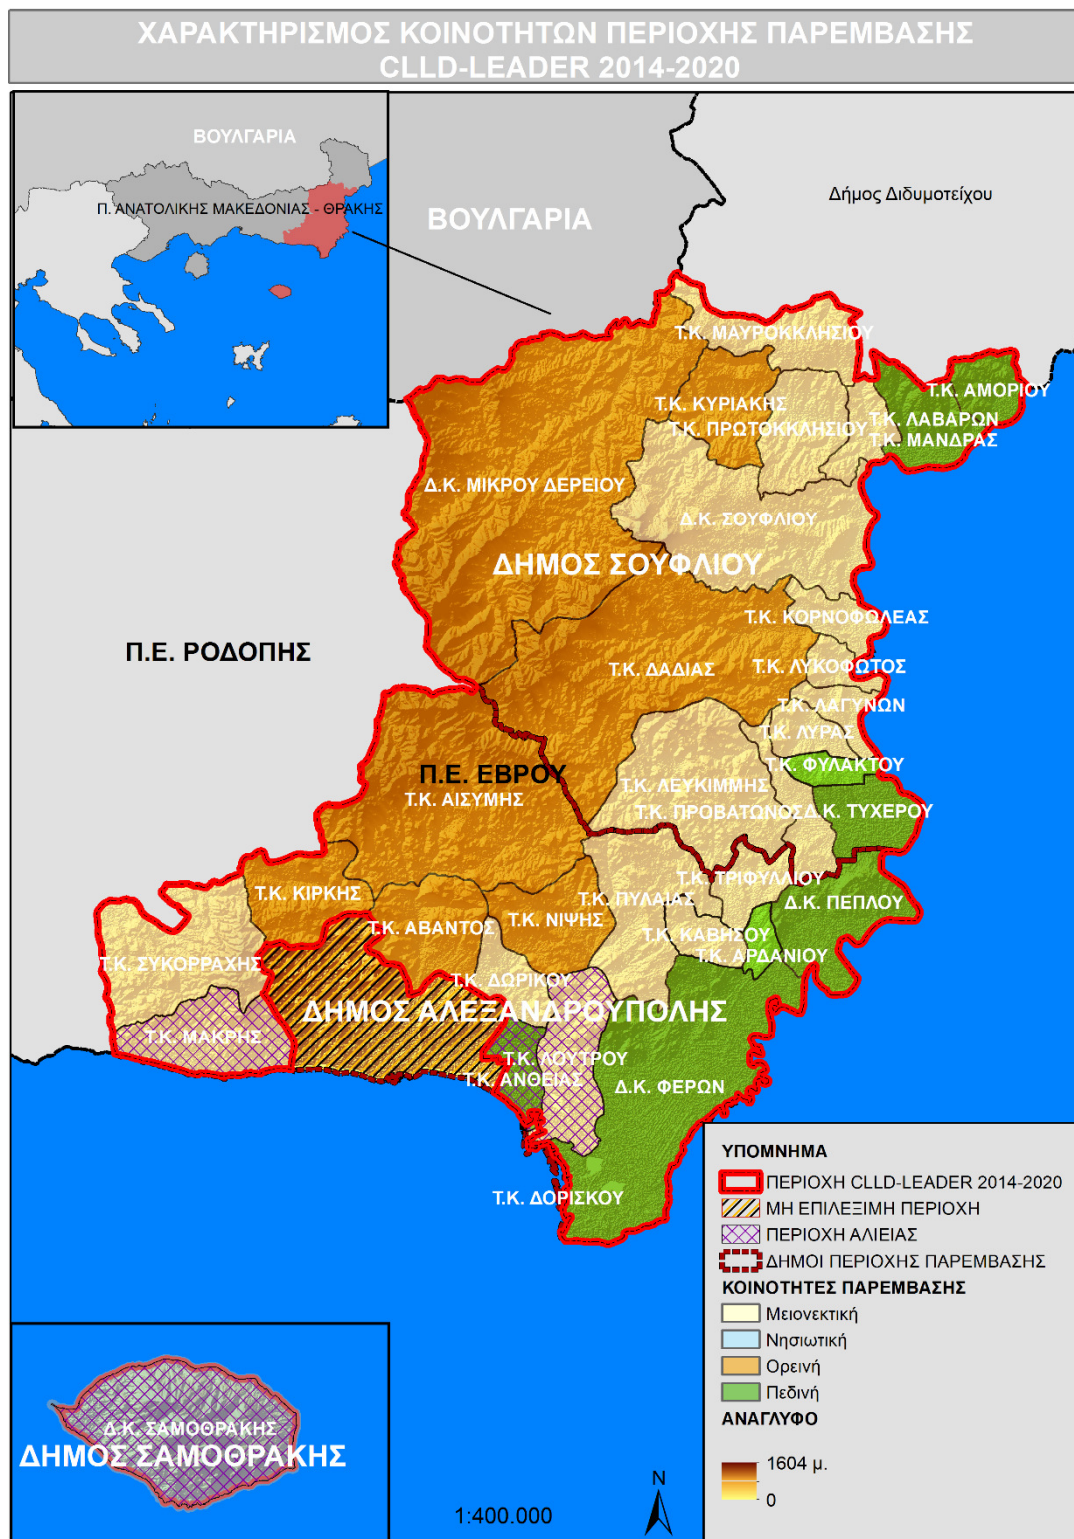 ΧΑΡΑΚΤΗΡΙΣΜΟΣ ΚΟΙΝΟΤΗΤΩΝ ΠΕΡΙΟΧΗΣ ΠΑΡΕΜΒΑΣΗΣ
CLLD-LEADER 2014-2020
ΒΟΥΛΓΑΡΙΑ
Π. ΑΝΑΤΟΛΙΚΗΣ ΜΑΚΕΔΟΝΙΑΣ - ΘΡΑΚΗΣ
ΒΟΥΛΓΑΡΙΑ
Δήμος Διδυμοτείχου
Τ.Κ. ΜΑΥΡΟΚΚΛΗΣΙΟΥ
Τ.Κ. ΑΜΟΡΙΟΥ
Τ.Κ. ΚΥΡΙΑΚΗΣ
Τ.Κ. ΛΑΒΑΡΩΝ
Τ.Κ. ΠΡΩΤΟΚΚΛΗΣΙΟΥ
Τ.Κ. ΜΑΝΔΡΑΣ
Δ.Κ. ΜΙΚΡΟΥ ΔΕΡΕΙΟΥ
Δ.Κ. ΣΟΥΦΛΙΟΥ
ΔΗΜΟΣ ΣΟΥΦΛΙΟΥ
Τ.Κ. ΚΟΡΝΟΦΩΛΕΑΣ
Π.Ε. ΡΟΔΟΠΗΣ
Τ.Κ. ΔΑΔΙΑΣ
Τ.Κ. ΛΥΚΟΦΩΤΟΣ
Τ.Κ. ΛΑΓΥΝΩΝ
Τ.Κ. ΛΥΡΑΣ
Τ.Κ. ΦΥΛΑΚΤΟΥ
Π.Ε. ΕΒΡΟΥ
Τ.Κ. ΛΕΥΚΙΜΜΗΣ
Τ.Κ. ΑΙΣΥΜΗΣ
Τ.Κ. ΠΡΟΒΑΤΩΝΟΣ
Δ.Κ. ΤΥΧΕΡΟΥ
Τ.Κ. ΤΡΙΦΥΛΛΙΟΥ
Τ.Κ. ΚΙΡΚΗΣ
Τ.Κ. ΠΥΛΑΙΑΣ
Δ.Κ. ΠΕΠΛΟΥ
Τ.Κ. ΑΒΑΝΤΟΣ
Τ.Κ. ΝΙΨΗΣ
Τ.Κ. ΚΑΒΗΣΟΥ
Τ.Κ. ΑΡΔΑΝΙΟΥ
Τ.Κ. ΣΥΚΟΡΡΑΧΗΣ
Τ.Κ. ΔΩΡΙΚΟΥ
ΔΗΜΟΣ ΑΛΕΞΑΝΔΡΟΥΠΟΛΗΣ
Τ.Κ. ΜΑΚΡΗΣ
Τ.Κ. ΛΟΥΤΡΟΥ
Τ.Κ. ΑΝΘΕΙΑΣ
Δ.Κ. ΦΕΡΩΝ
Τ.Κ. ΔΟΡΙΣΚΟΥ
ΥΠΟΜΝΗΜΑ
ΠΕΡΙΟΧΗ CLLD-LEADER 2014-2020
ΜΗ ΕΠΙΛΕΞΙΜΗ ΠΕΡΙΟΧΗ
ΠΕΡΙΟΧΗ ΑΛΙΕΙΑΣ
ΔΗΜΟΙ ΠΕΡΙΟΧΗΣ ΠΑΡΕΜΒΑΣΗΣ
ΚΟΙΝΟΤΗΤΕΣ ΠΑΡΕΜΒΑΣΗΣ
Μειονεκτική
Νησιωτική
Ορεινή
Πεδινή
ΑΝΑΓΛΥΦΟ
1604 μ.
0
Δ.Κ. ΣΑΜΟΘΡΑΚΗΣ
ΔΗΜΟΣ ΣΑΜΟΘΡΑΚΗΣ
N
1:400.000